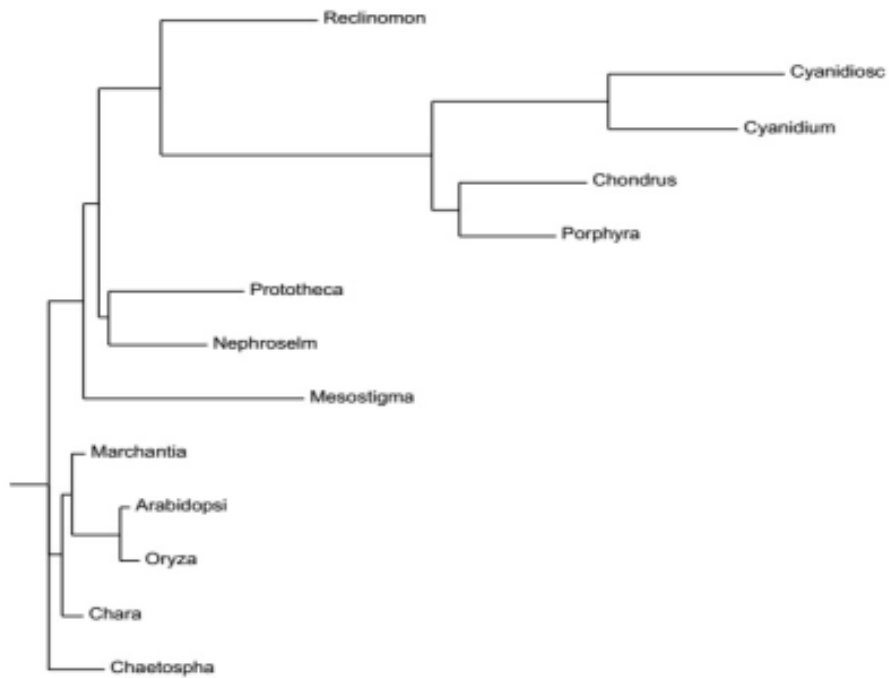 Reclinomon
Cyanidiosc
Cyanidium
Chondrus
Porphyra
Prototheca
Nephroselm
Mesostigma
Marchantia
Arabidopsi
Oryza
Chara
Chaetospha